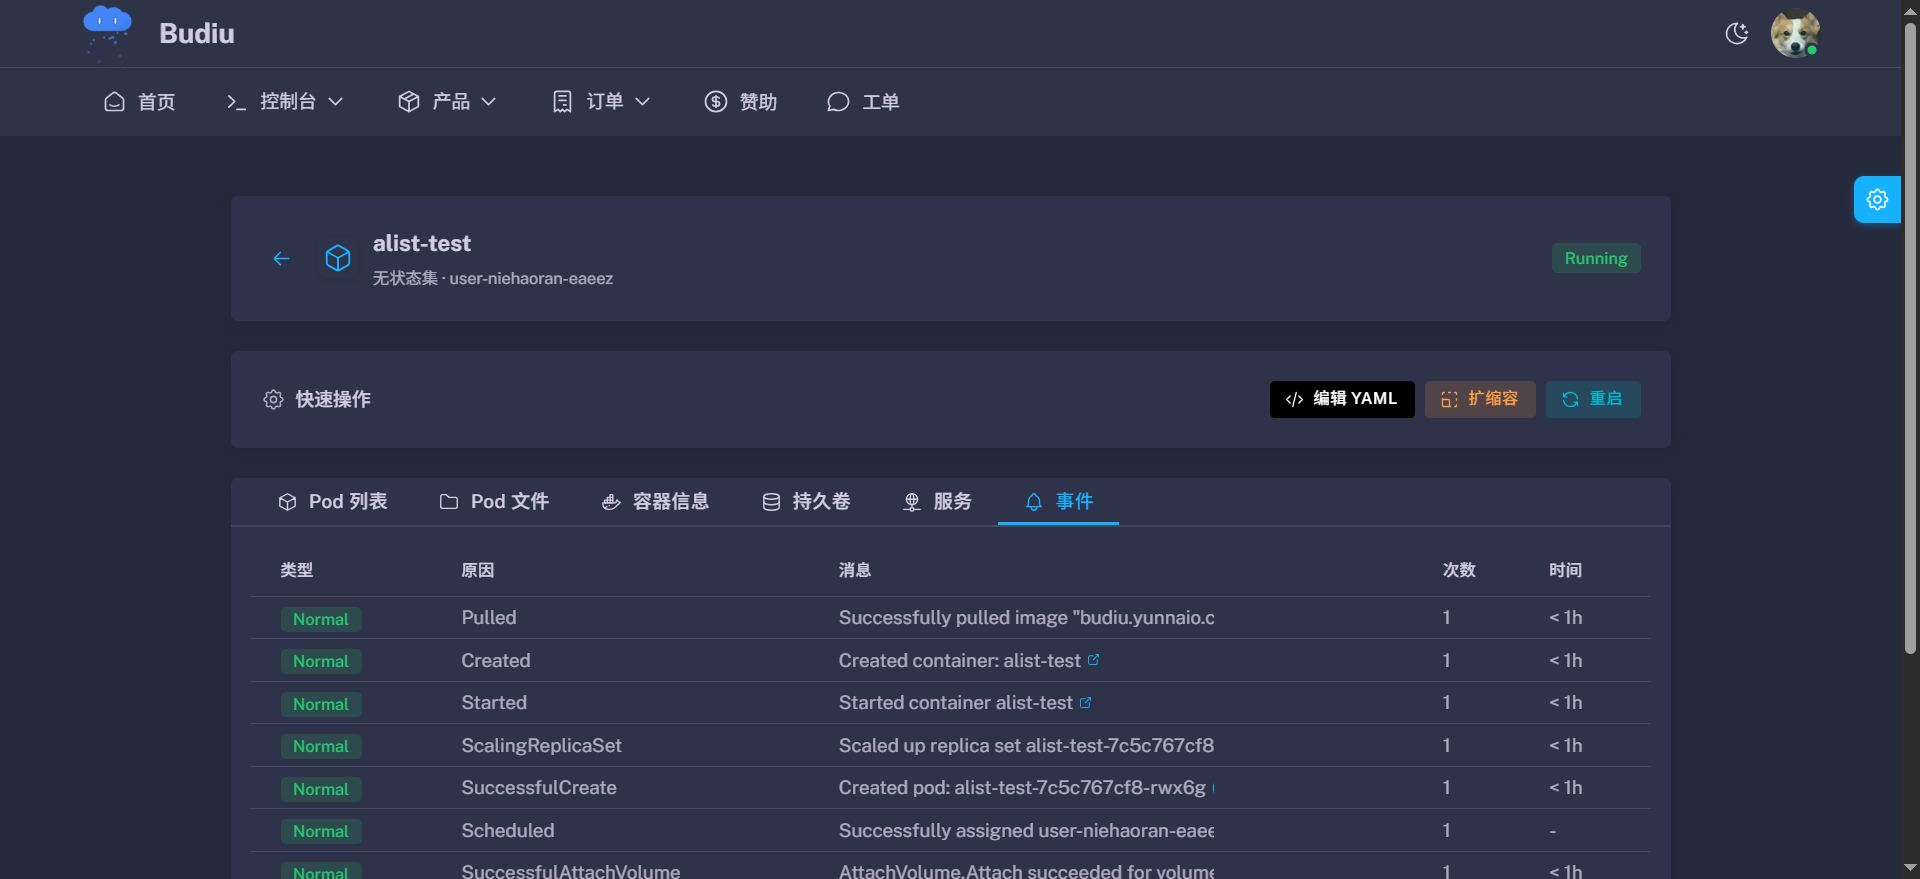 Budiu
首页 控制台 产品 订单 赞助 工单
alist-test
无状态集 · user-niehaoran-eaeez
Running
快速操作
编辑 YAML 扩缩容 重启
Pod 列表 Pod 文件 容器信息 持久卷 服务 事件
类型 原因 消息 次数 时间
Normal Pulled Successfully pulled image "budiu.yunnaio.c 1 < 1h
Normal Created Created container: alist-test 1 < 1h
Normal Started Started container alist-test 1 < 1h
Normal ScalingReplicaSet Scaled up replica set alist-test-7c5c767cf8 1 < 1h
Normal SuccessfulCreate Created pod: alist-test-7c5c767cf8-rwx6g 1 < 1h
Normal Scheduled Successfully assigned user-niehaoran-eaee 1 -
Normal SuccessfulAttachVolume AttachVolume.Attach succeeded for volume 1 < 1h